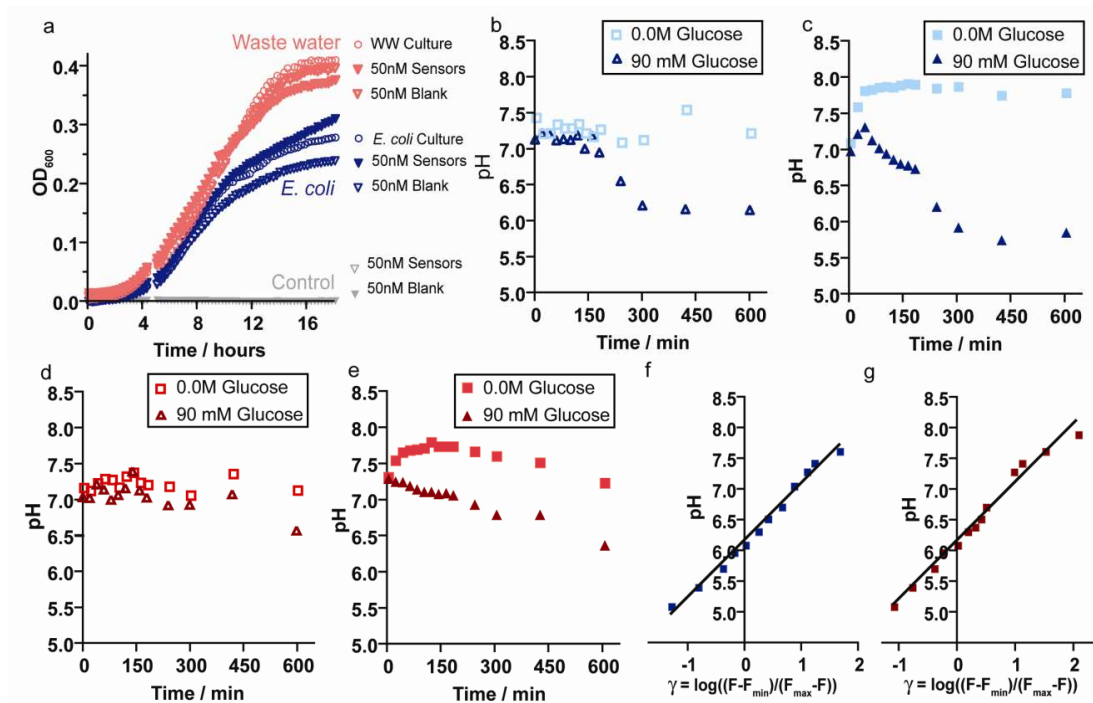 a
Waste water
WW Culture
50nM Sensors
50nM Blank
E. coli Culture
50nM Sensors
50nM Blank
E. coli
Control
50nM Sensors
50nM Blank
OD600
0.4
0.3
0.2
0.1
0.0
0 4 8 12 16
Time / hours
b
0.0M Glucose
90 mM Glucose
pH
8.5
8.0
7.5
7.0
6.5
6.0
5.5
5.0
0 150 300 450 600
Time / min
c
0.0M Glucose
90 mM Glucose
pH
8.5
8.0
7.5
7.0
6.5
6.0
5.5
5.0
0 150 300 450 600
Time / min
d
0.0M Glucose
90 mM Glucose
pH
8.5
8.0
7.5
7.0
6.5
6.0
5.5
5.0
0 150 300 450 600
Time / min
e
0.0M Glucose
90 mM Glucose
pH
8.5
8.0
7.5
7.0
6.5
6.0
5.5
5.0
0 150 300 450 600
Time / min
f
pH
8.5
8.0
7.5
7.0
6.5
6.0
5.5
5.0
-1 0 1 2
γ = log((F-Fmin)/(Fmax-F))
g
pH
8.5
8.0
7.5
7.0
6.5
6.0
5.5
5.0
-1 0 1 2
γ = log((F-Fmin)/(Fmax-F))